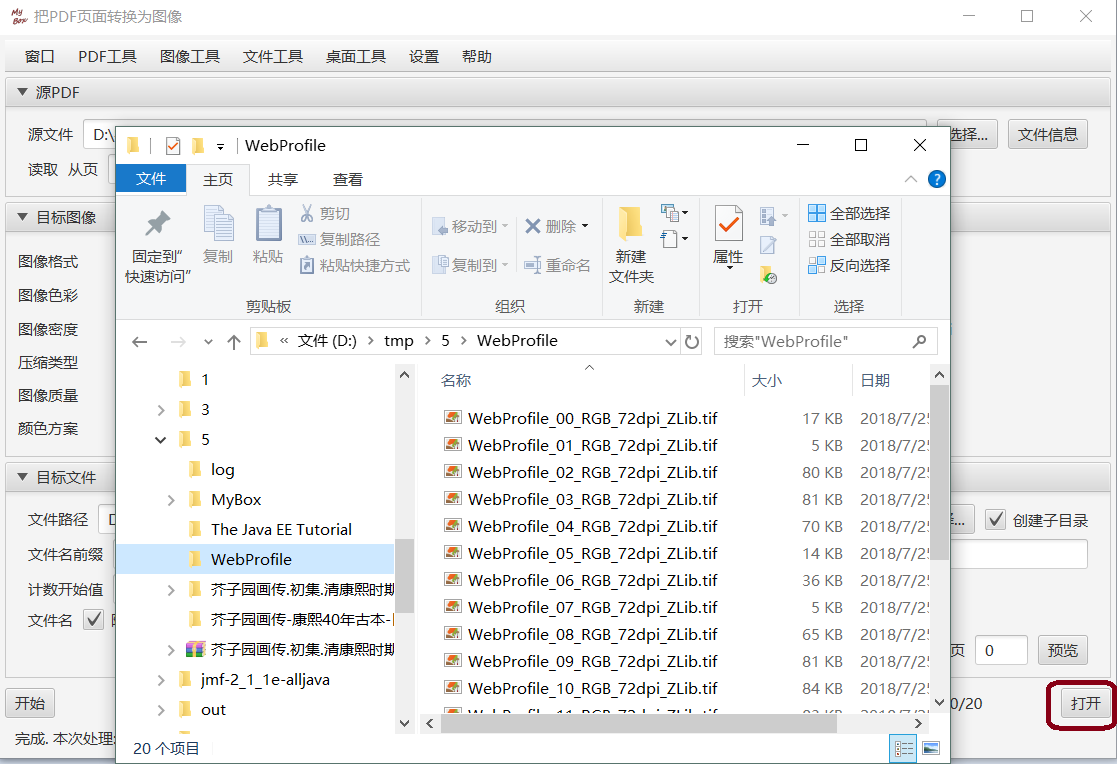 My Box 把PDF页面转换为图像
窗口 PDF工具 图像工具 文件工具 桌面工具 设置 帮助
源PDF
源文件 D:\ 选择... 文件信息
读取 从页
目标图像
图像格式
图像色彩
图像密度
压缩类型
图像质量
颜色方案
目标文件
文件路径 ... 创建子目录
文件名前缀
计数开始值
文件名
页 0 预览
开始 0/20 打开
完成. 本次处理:
WebProfile
文件 主页 共享 查看
固定到"
快速访问"
复制
粘贴
剪切
复制路径
粘贴快捷方式
剪贴板
移动到 删除
复制到 重命名
组织
新建
文件夹
新建
属性
打开
全部选择
全部取消
反向选择
选择
« 文件 (D:) tmp 5 WebProfile
搜索"WebProfile"
1
3
5
log
MyBox
The Java EE Tutorial
WebProfile
芥子园画传.初集.清康熙时期
芥子园画传-康熙40年古本-
芥子园画传.初集.清康熙时期
jmf-2_1_1e-alljava
out
名称 大小 日期
WebProfile_00_RGB_72dpi_ZLib.tif 17 KB 2018/7/25
WebProfile_01_RGB_72dpi_ZLib.tif 5 KB 2018/7/25
WebProfile_02_RGB_72dpi_ZLib.tif 80 KB 2018/7/25
WebProfile_03_RGB_72dpi_ZLib.tif 81 KB 2018/7/25
WebProfile_04_RGB_72dpi_ZLib.tif 70 KB 2018/7/25
WebProfile_05_RGB_72dpi_ZLib.tif 14 KB 2018/7/25
WebProfile_06_RGB_72dpi_ZLib.tif 36 KB 2018/7/25
WebProfile_07_RGB_72dpi_ZLib.tif 5 KB 2018/7/25
WebProfile_08_RGB_72dpi_ZLib.tif 65 KB 2018/7/25
WebProfile_09_RGB_72dpi_ZLib.tif 81 KB 2018/7/25
WebProfile_10_RGB_72dpi_ZLib.tif 84 KB 2018/7/25
20 个项目